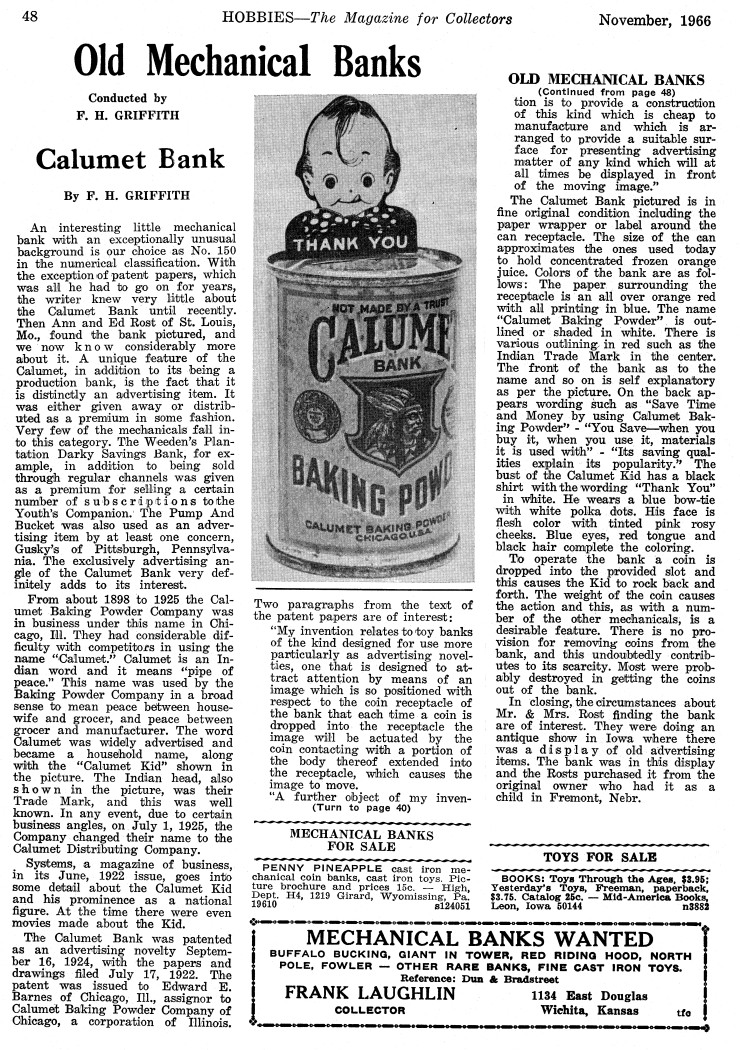 48
HOBBIES—The Magazine for Collectors
November, 1966
Old Mechanical Banks
Conducted by
F. H. GRIFFITH
Calumet Bank
By F. H. GRIFFITH
An interesting little mechanical
bank with an exceptionally unusual
background is our choice as No. 150
in the numerical classification. With
the exception of patent papers, which
was all he had to go on for years,
the writer knew very little about
the Calumet Bank until recently.
Then Ann and Ed Rost of St. Louis,
Mo., found the bank pictured, and
we now know considerably more
about it. A unique feature of the
Calumet, in addition to its being a
production bank, is the fact that it
is distinctly an advertising item. It
was either given away or distrib-
uted as a premium in some fashion.
Very few of the mechanicals fall in-
to this category. The Weeden's Plan-
tation Darky Savings Bank, for ex-
ample, in addition to being sold
through regular channels was given
as a premium for selling a certain
number of subscriptions to the
Youth's Companion. The Pump And
Bucket was also used as an adver-
tising item by at least one concern,
Gusky's of Pittsburgh, Pennsylva-
nia. The exclusively advertising an-
gle of the Calumet Bank very def-
initely adds to its interest.
From about 1898 to 1925 the Cal-
umet Baking Powder Company was
in business under this name in Chi-
cago, Ill. They had considerable dif-
ficulty with competitors in using the
name "Calumet." Calumet is an In-
dian word and it means "pipe of
peace." This name was used by the
Baking Powder Company in a broad
sense to mean peace between house-
wife and grocer, and peace between
grocer and manufacturer. The word
Calumet was widely advertised and
became a household name, along
with the "Calumet Kid" shown in
the picture. The Indian head, also
shown in the picture, was their
Trade Mark, and this was well
known. In any event, due to certain
business angles, on July 1, 1925, the
Company changed their name to the
Calumet Distributing Company.
Systems, a magazine of business,
in its June, 1922 issue, goes into
some detail about the Calumet Kid
and his prominence as a national
figure. At the time there were even
movies made about the Kid.
The Calumet Bank was patented
as an advertising novelty Septem-
ber 16, 1924, with the papers and
drawings filed July 17, 1922. The
patent was issued to Edward E.
Barnes of Chicago, Ill., assignor to
Calumet Baking Powder Company of
Chicago, a corporation of Illinois.
THANK YOU
NOT MADE BY A TRUST
CALUME
BANK
BAKING POWD
CALUMET BAKING POWDER
CHICAGO.U.S.A.
Two paragraphs from the text of
the patent papers are of interest:
"My invention relates to toy banks
of the kind designed for use more
particularly as advertising novel-
ties, one that is designed to at-
tract attention by means of an
image which is so positioned with
respect to the coin receptacle of
the bank that each time a coin is
dropped into the receptacle the
image will be actuated by the
coin contacting with a portion of
the body thereof extended into
the receptacle, which causes the
image to move.
"A further object of my inven-
(Turn to page 40)
MECHANICAL BANKS
FOR SALE
PENNY PINEAPPLE cast iron me-
chanical coin banks, cast iron toys. Pic-
ture brochure and prices 15c. — High,
Dept. H4, 1219 Girard, Wyomissing, Pa.
19610 s124051
OLD MECHANICAL BANKS
(Continued from page 48)
tion is to provide a construction
of this kind which is cheap to
manufacture and which is ar-
ranged to provide a suitable sur-
face for presenting advertising
matter of any kind which will at
all times be displayed in front
of the moving image."
The Calumet Bank pictured is in
fine original condition including the
paper wrapper or label around the
can receptacle. The size of the can
approximates the ones used today
to hold concentrated frozen orange
juice. Colors of the bank are as fol-
lows: The paper surrounding the
receptacle is an all over orange red
with all printing in blue. The name
"Calumet Baking Powder" is out-
lined or shaded in white. There is
various outlining in red such as the
Indian Trade Mark in the center.
The front of the bank as to the
name and so on is self explanatory
as per the picture. On the back ap-
pears wording such as "Save Time
and Money by using Calumet Bak-
ing Powder" - "You Save—when you
buy it, when you use it, materials
it is used with" - "Its saving qual-
ities explain its popularity." The
bust of the Calumet Kid has a black
shirt with the wording "Thank You"
in white. He wears a blue bow-tie
with white polka dots. His face is
flesh color with tinted pink rosy
cheeks. Blue eyes, red tongue and
black hair complete the coloring.
To operate the bank a coin is
dropped into the provided slot and
this causes the Kid to rock back and
forth. The weight of the coin causes
the action and this, as with a num-
ber of the other mechanicals, is a
desirable feature. There is no pro-
vision for removing coins from the
bank, and this undoubtedly contrib-
utes to its scarcity. Most were prob-
ably destroyed in getting the coins
out of the bank.
In closing, the circumstances about
Mr. & Mrs. Rost finding the bank
are of interest. They were doing an
antique show in Iowa where there
was a display of old advertising
items. The bank was in this display
and the Rosts purchased it from the
original owner who had it as a
child in Fremont, Nebr.
TOYS FOR SALE
BOOKS: Toys Through the Ages, $3.95;
Yesterday's Toys, Freeman, paperback,
$3.75. Catalog 25c. — Mid-America Books,
Leon, Iowa 50144 n3882
MECHANICAL BANKS WANTED
BUFFALO BUCKING, GIANT IN TOWER, RED RIDING HOOD, NORTH
POLE, FOWLER — OTHER RARE BANKS, FINE CAST IRON TOYS.
Reference: Dun & Bradstreet
FRANK LAUGHLIN
COLLECTOR
1134 East Douglas
Wichita, Kansas
tfc